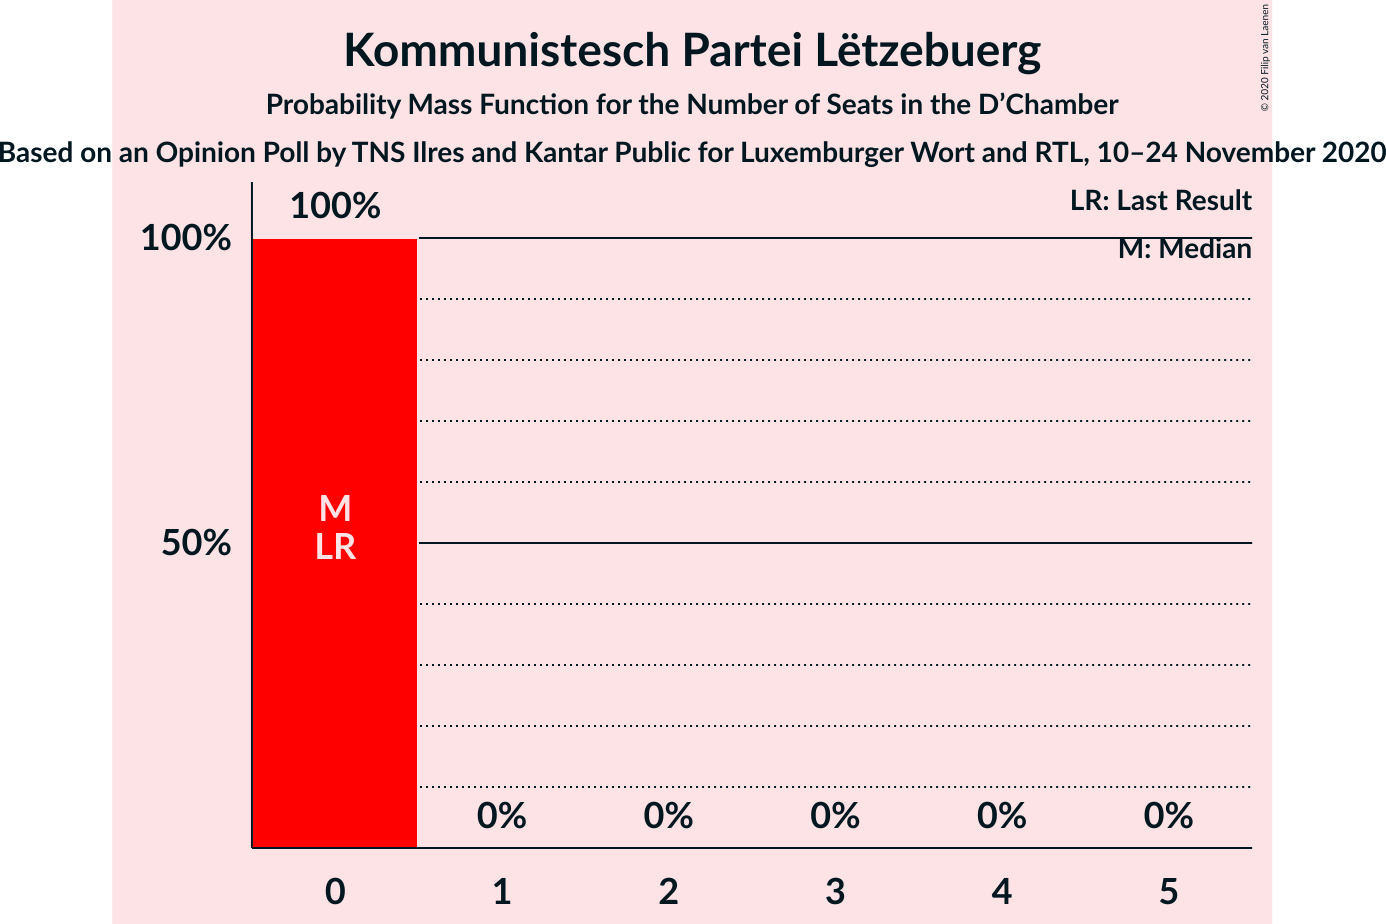 Kommunistesch Partei Lëtzebuerg
Probability Mass Function for the Number of Seats in the D’Chamber
Based on an Opinion Poll by TNS Ilres and Kantar Public for Luxemburger Wort and RTL, 10–24 November 2020
© 2020 Filip van Laenen
LR: Last Result
M: Median
100%
100%
50%
M
LR
0% 0% 0% 0% 0%
0 1 2 3 4 5